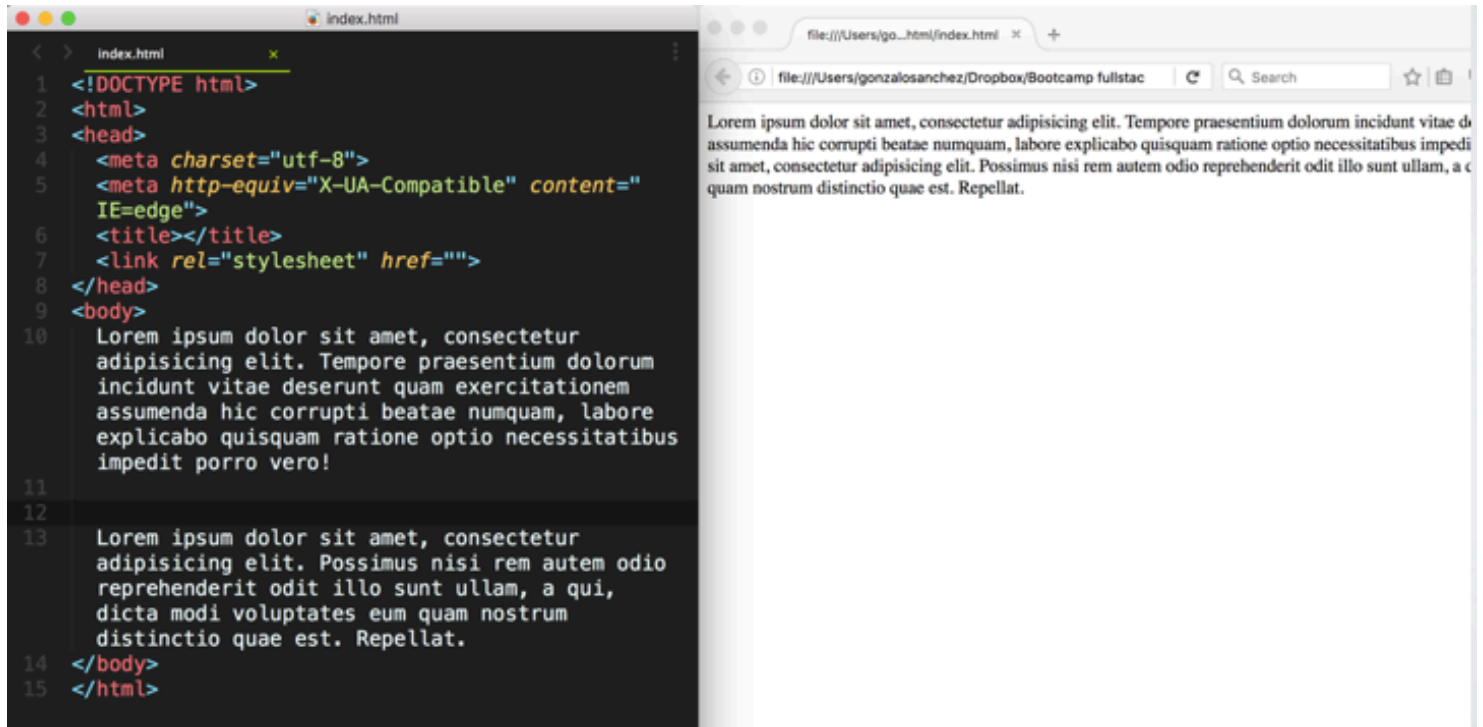 index.html
index.html
1 <!DOCTYPE html>
2 <html>
3 <head>
4 <meta charset="utf-8">
5 <meta http-equiv="X-UA-Compatible" content="
IE=edge">
6 <title></title>
7 <link rel="stylesheet" href="">
8 </head>
9 <body>
10 Lorem ipsum dolor sit amet, consectetur
adipisicing elit. Tempore praesentium dolorum
incidunt vitae deserunt quam exercitationem
assumenda hic corrupti beatae numquam, labore
explicabo quisquam ratione optio necessitatibus
impedit porro vero!
11
12
13 Lorem ipsum dolor sit amet, consectetur
adipisicing elit. Possimus nisi rem autem odio
reprehenderit odit illo sunt ullam, a qui,
dicta modi voluptates eum quam nostrum
distinctio quae est. Repellat.
14 </body>
15 </html>
file:///Users/go...html/index.html
file:///Users/gonzalosanchez/Dropbox/Bootcamp fullstac
Search
Lorem ipsum dolor sit amet, consectetur adipisicing elit. Tempore praesentium dolorum incidunt vitae de
assumenda hic corrupti beatae numquam, labore explicabo quisquam ratione optio necessitatibus impedi
sit amet, consectetur adipisicing elit. Possimus nisi rem autem odio reprehenderit odit illo sunt ullam, a
quam nostrum distinctio quae est. Repellat.